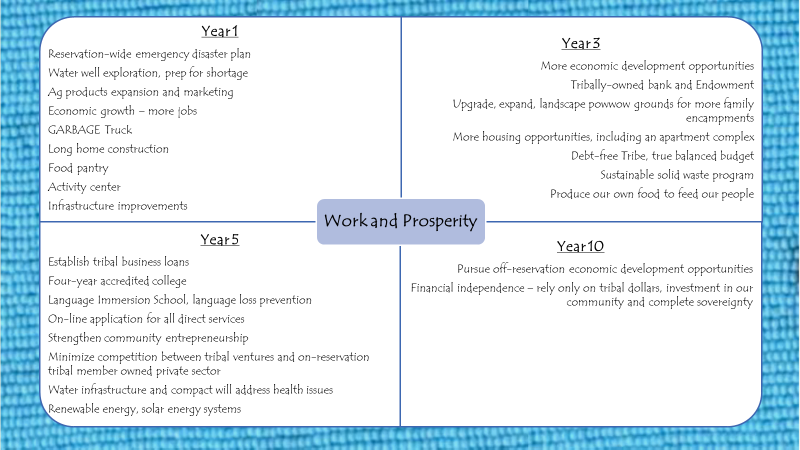 Year1
Reservation-wide emergency disaster plan
Water well exploration, prep for shortage
Ag products expansion and marketing
Economic growth – more jobs
GARBAGE Truck
Long home construction
Food pantry
Activity center
Infrastructure improvements
Year3
More economic development opportunities
Tribally-owned bank and Endowment
Upgrade, expand, landscape powwow grounds for more family
encampments
More housing opportunities, including an apartment complex
Debt-free Tribe, true balanced budget
Sustainable solid waste program
Produce our own food to feed our people
Work and Prosperity
Year5
Establish tribal business loans
Four-year accredited college
Language Immersion School, language loss prevention
On-line application for all direct services
Strengthen community entrepreneurship
Minimize competition between tribal ventures and on-reservation
tribal member owned private sector
Water infrastructure and compact will address health issues
Renewable energy, solar energy systems
Year10
Pursue off-reservation economic development opportunities
Financial independence – rely only on tribal dollars, investment in our
community and complete sovereignty